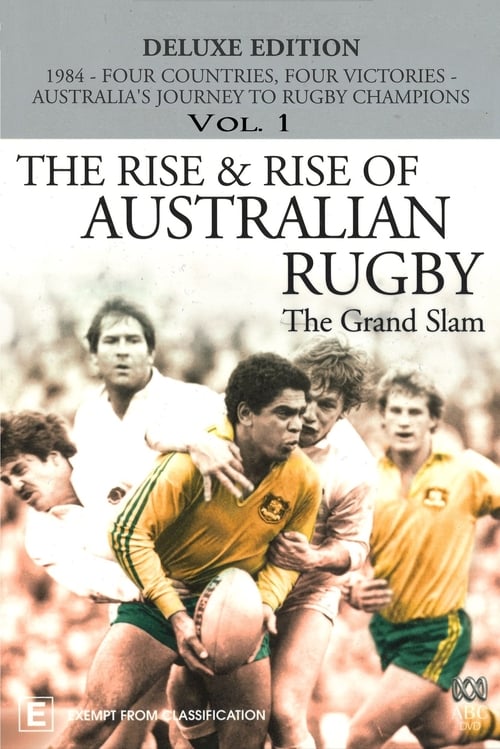 DELUXE EDITION
1984 - FOUR COUNTRIES, FOUR VICTORIES -
AUSTRALIA'S JOURNEY TO RUGBY CHAMPIONS
VOL. 1
THE RISE & RISE OF
AUSTRALIAN
RUGBY
The Grand Slam
E EXEMPT FROM CLASSIFICATION
ABC
DVD